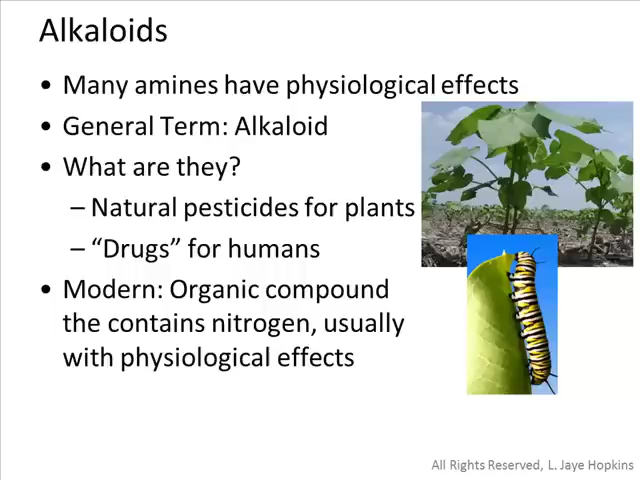 Alkaloids
• Many amines have physiological effects
• General Term: Alkaloid
• What are they?
– Natural pesticides for plants
– “Drugs” for humans
• Modern: Organic compound
the contains nitrogen, usually
with physiological effects
All Rights Reserved, L. Jaye Hopkins